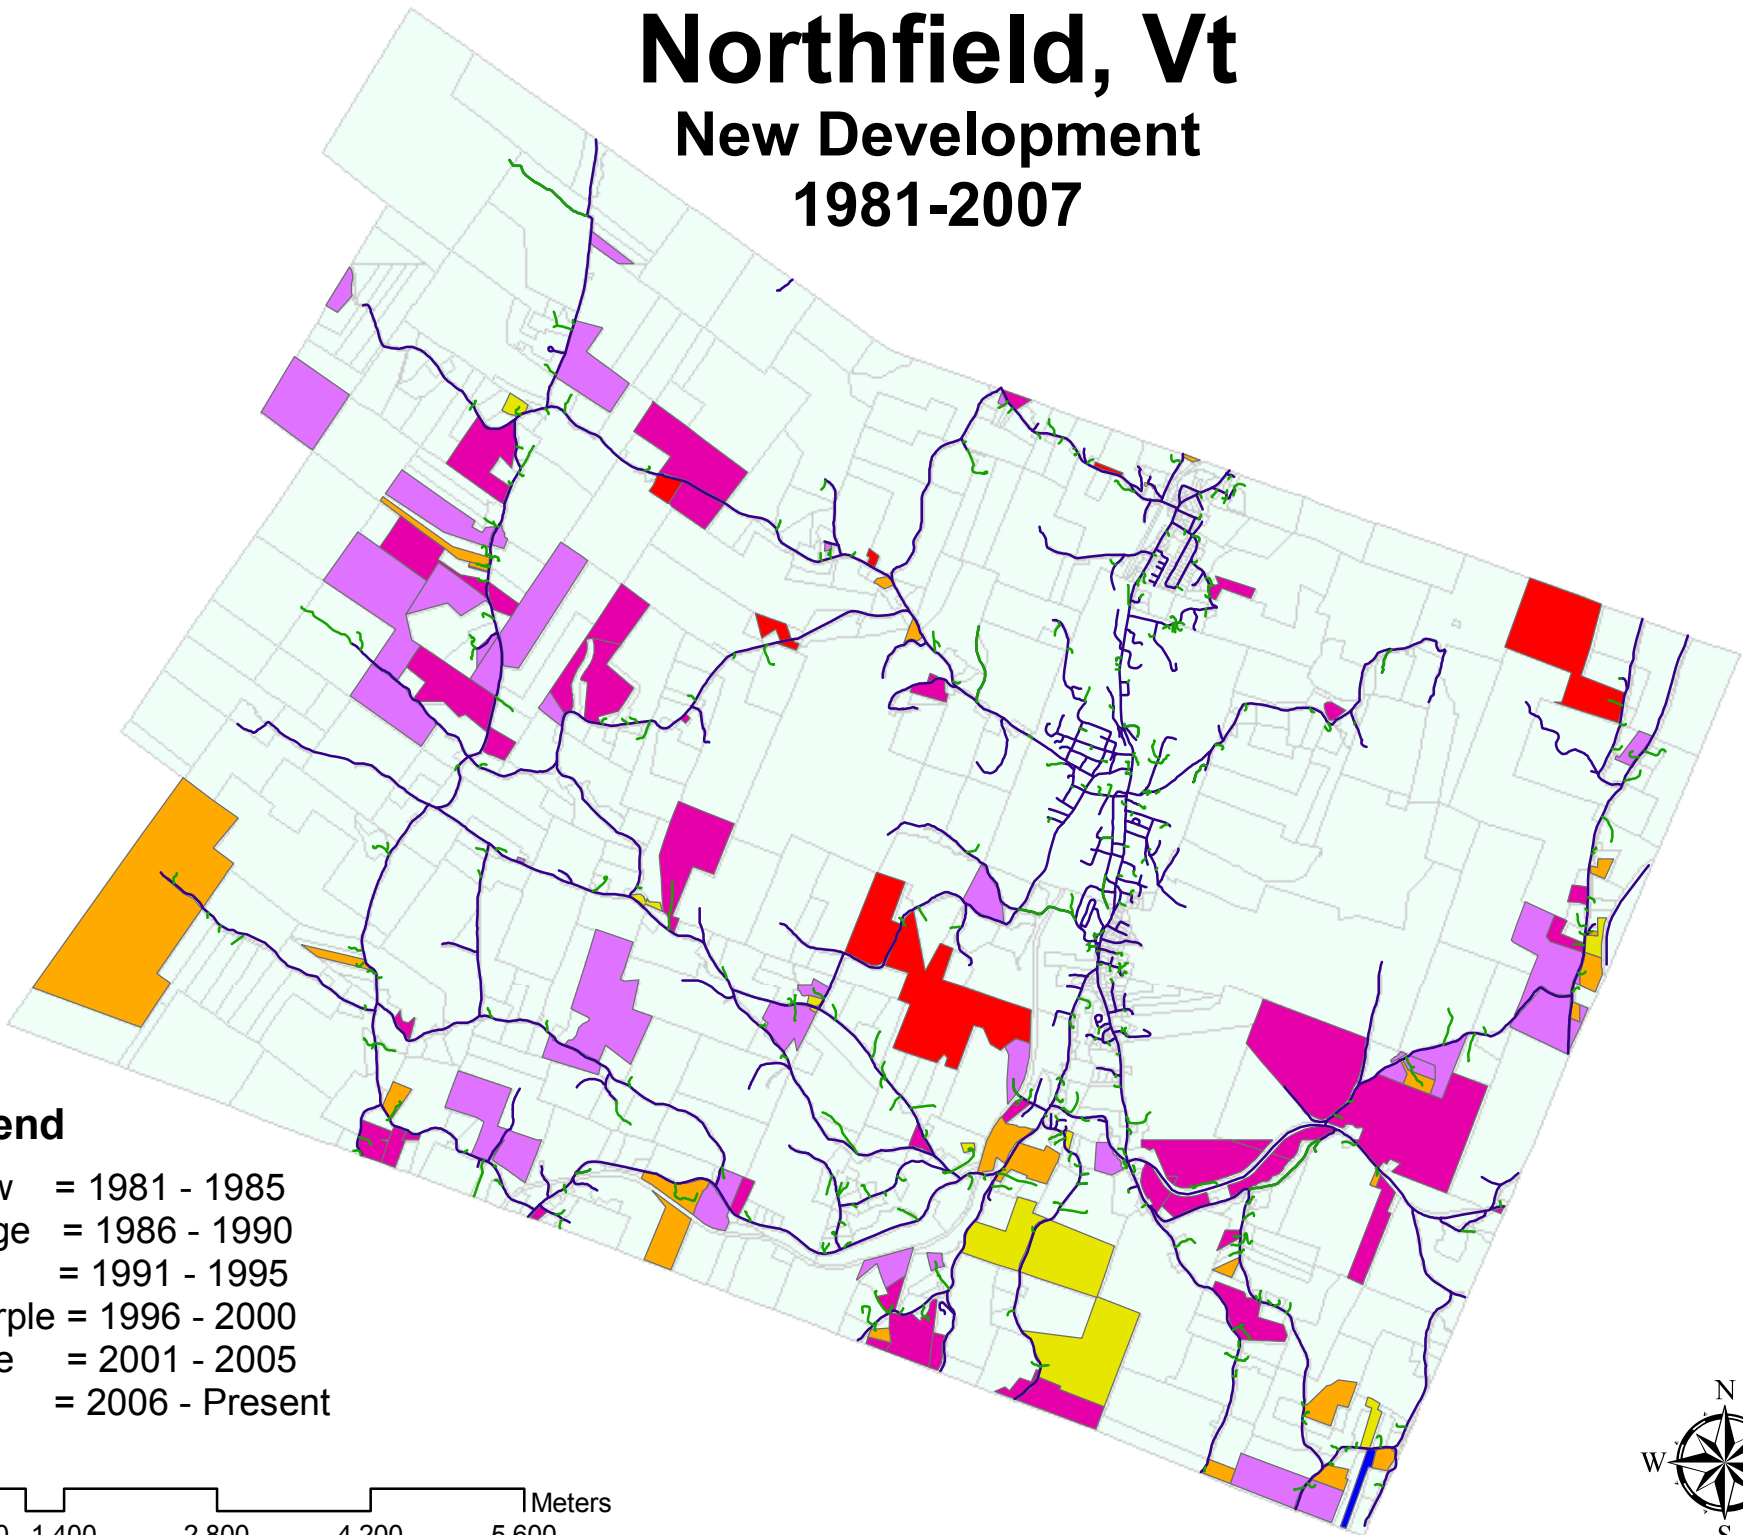 Northfield, Vt
New Development
1981-2007
end
w = 1981 - 1985
ge = 1986 - 1990
= 1991 - 1995
rple = 1996 - 2000
e = 2001 - 2005
= 2006 - Present
Meters
0 1,400 2,800 4,200 5,600
N
W
S